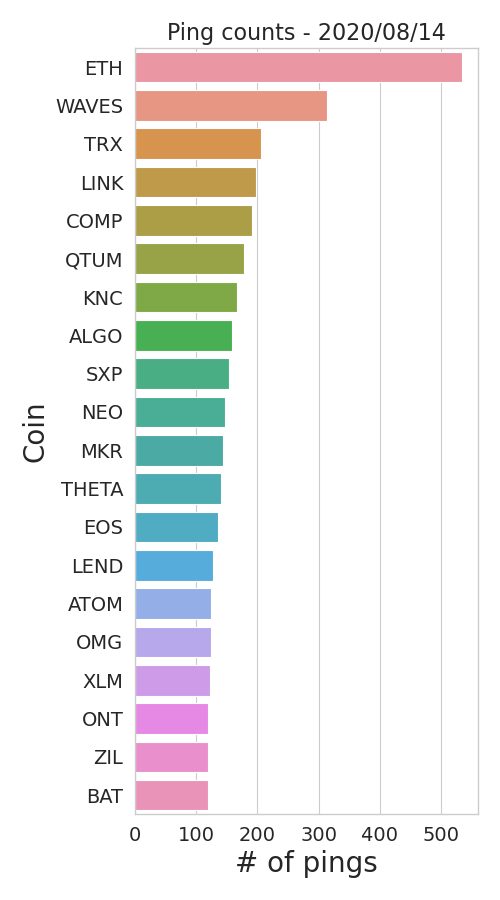 Ping counts - 2020/08/14
ETH
WAVES
TRX
LINK
COMP
QTUM
KNC
ALGO
SXP
NEO
MKR
THETA
EOS
LEND
ATOM
OMG
XLM
ONT
ZIL
BAT
Coin
0 100 200 300 400 500
# of pings